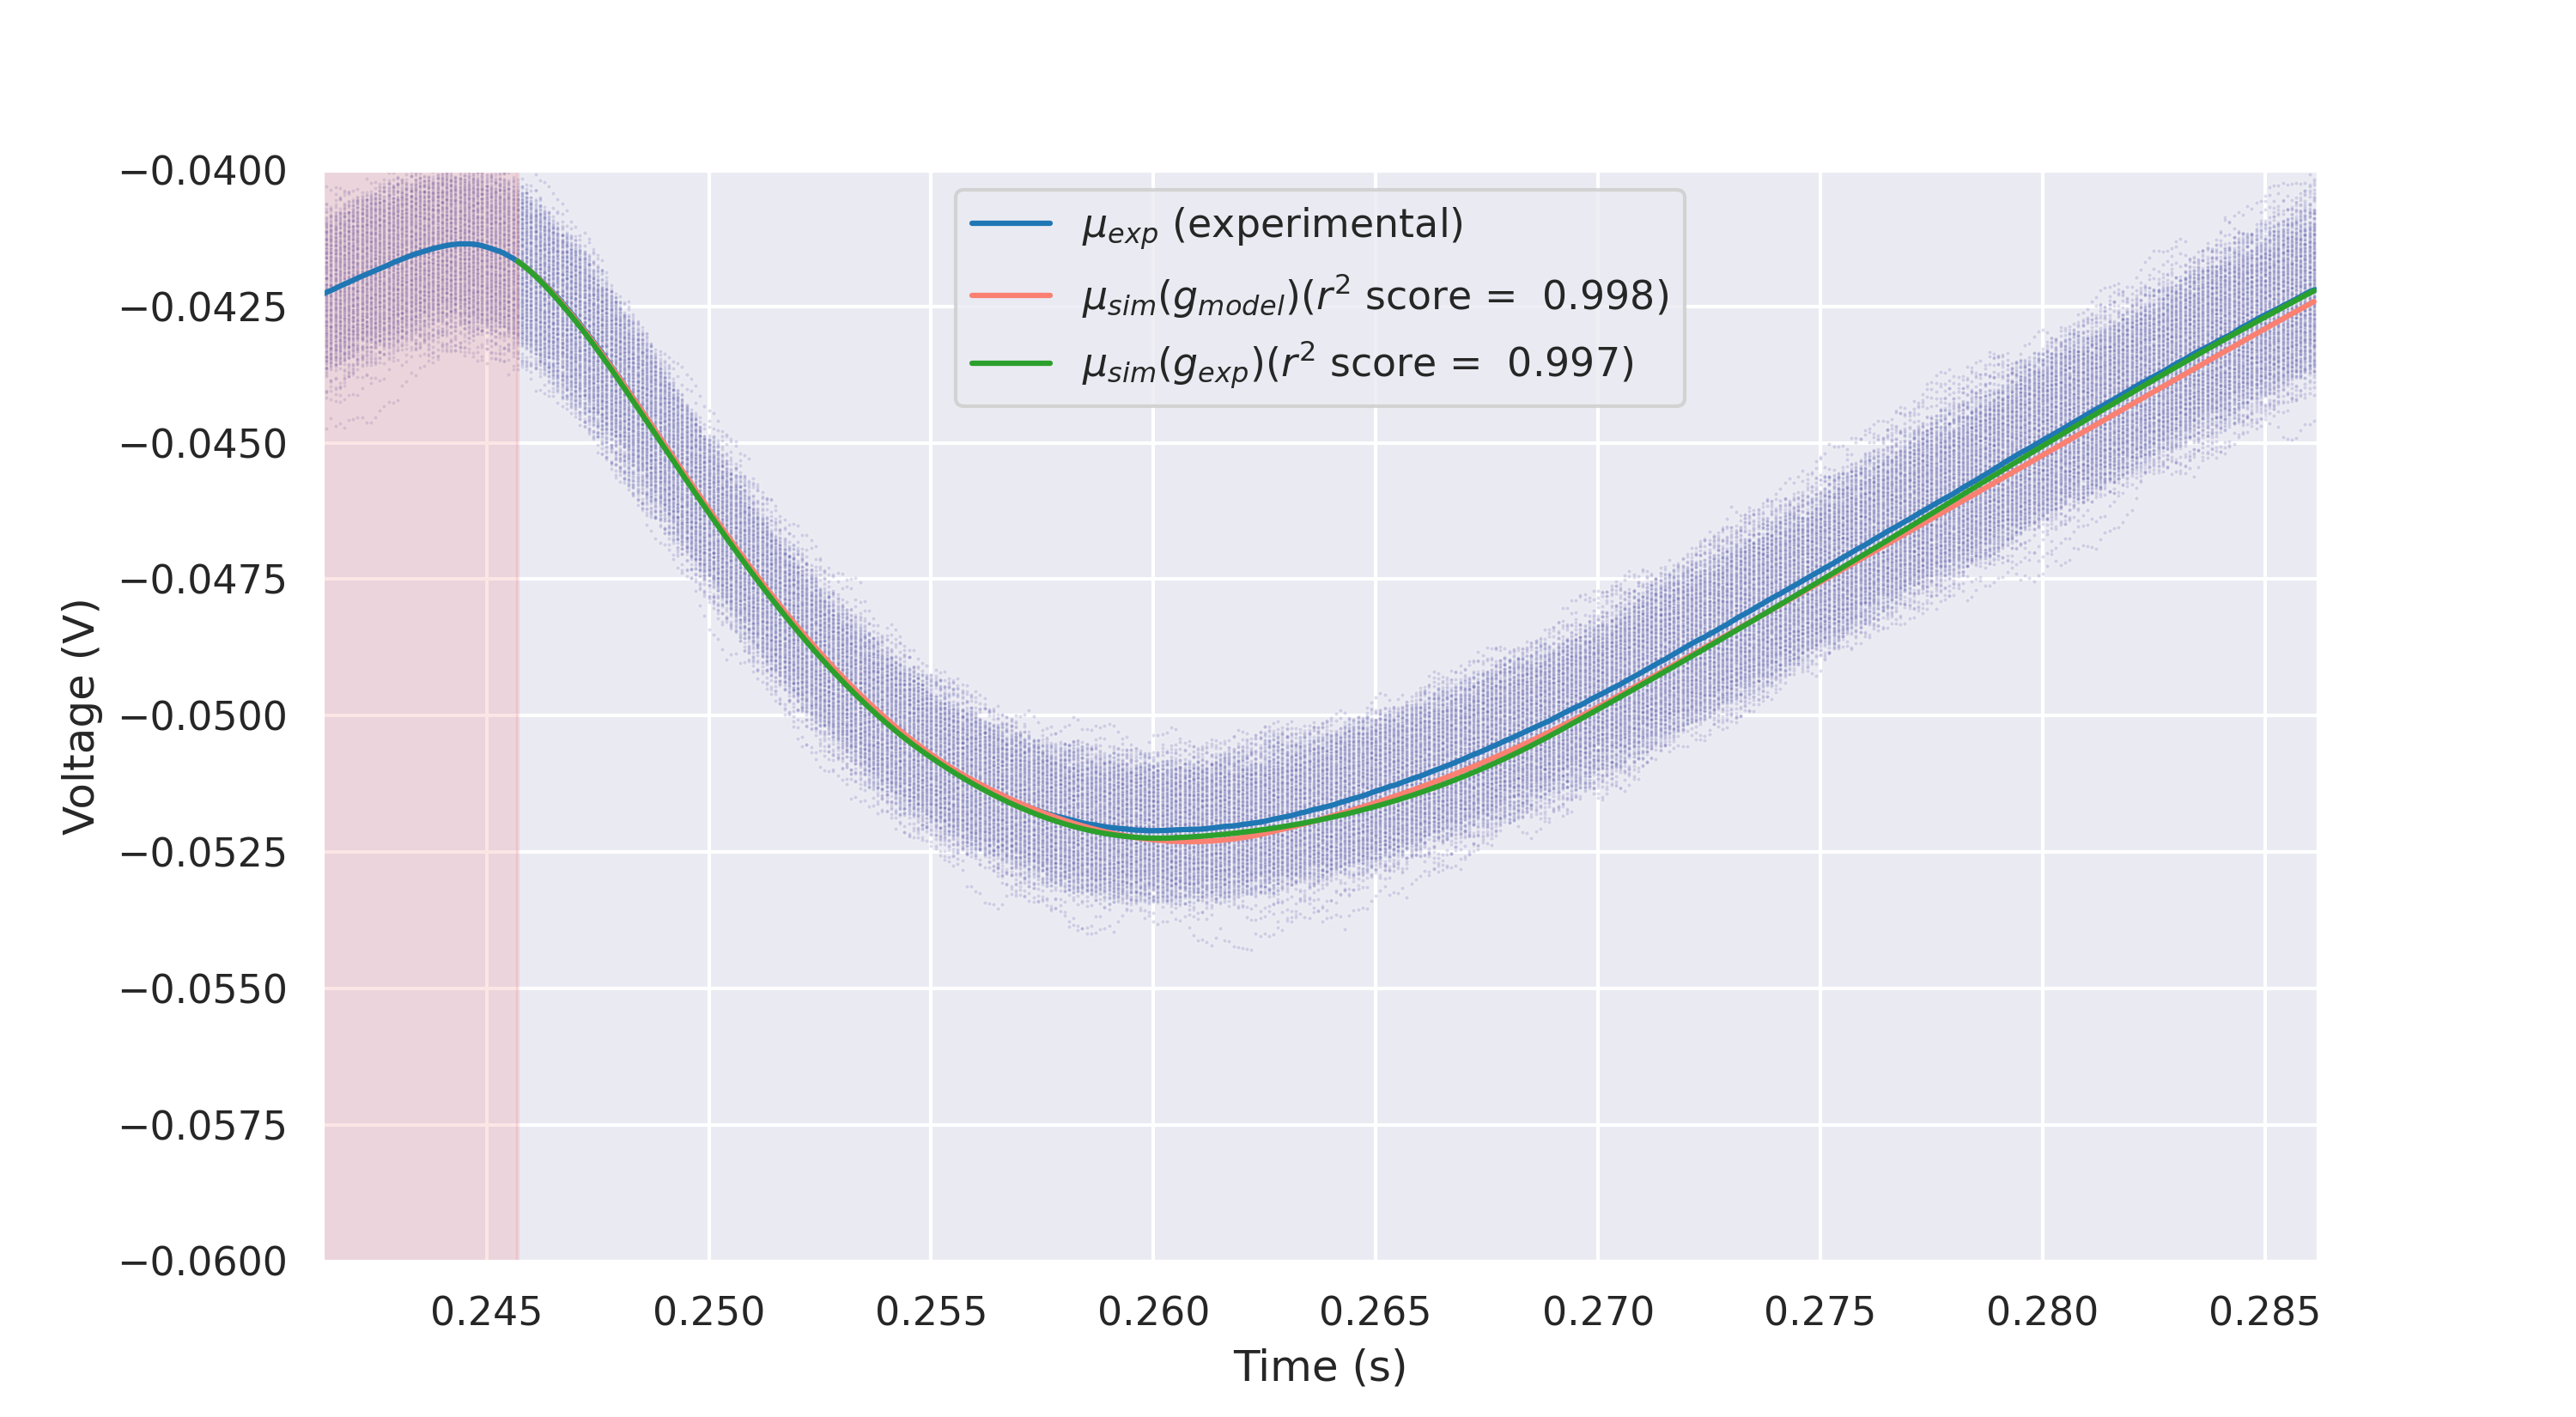 −0.0400
−0.0425
−0.0450
−0.0475
−0.0500
−0.0525
−0.0550
−0.0575
−0.0600
Voltage (V)
μexp (experimental)
μsim(gmodel)(r² score =  0.998)
μsim(gexp)(r² score =  0.997)
0.245 0.250 0.255 0.260 0.265 0.270 0.275 0.280 0.285
Time (s)